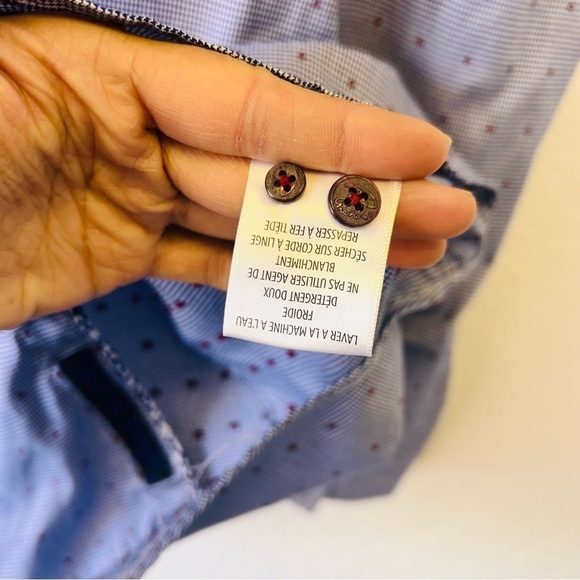 LAVER A LA MACHINE A L'EAU
FROIDE
DÉTERGENT DOUX
NE PAS UTILISER AGENT DE
BLANCHIMENT
SÉCHER SUR CORDE À LINGE
REPASSER À FER TIÈDE